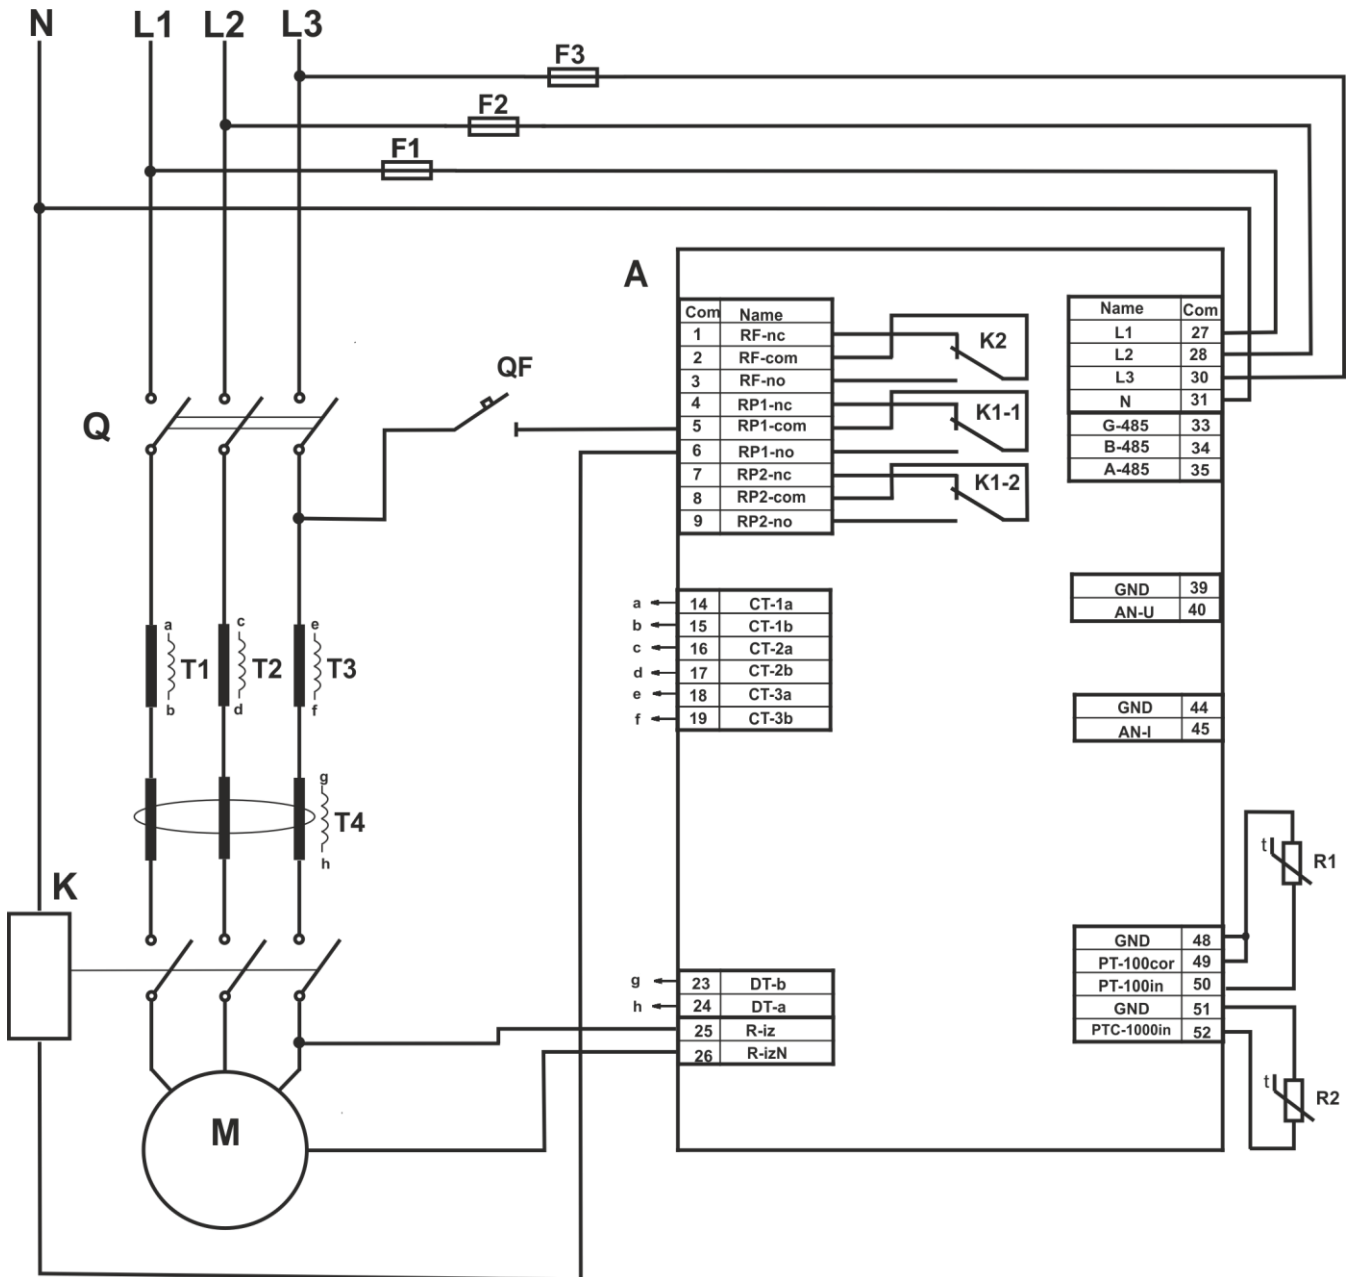 N L1 L2 L3
F3
F2
F1
A
Com Name
1 RF-nc
2 RF-com
3 RF-no
4 RP1-nc
5 RP1-com
6 RP1-no
7 RP2-nc
8 RP2-com
9 RP2-no
K2
K1-1
K1-2
Name Com
L1 27
L2 28
L3 30
N 31
G-485 33
B-485 34
A-485 35
QF
Q
a 14 CT-1a
b 15 CT-1b
c 16 CT-2a
d 17 CT-2b
e 18 CT-3a
f 19 CT-3b
GND 39
AN-U 40
a c e
T1 T2 T3
b d f
GND 44
AN-I 45
g
T4
h
K
t R1
GND 48
PT-100cor 49
PT-100in 50
GND 51
PTC-1000in 52
g 23 DT-b
h 24 DT-a
25 R-iz
26 R-izN
t R2
M